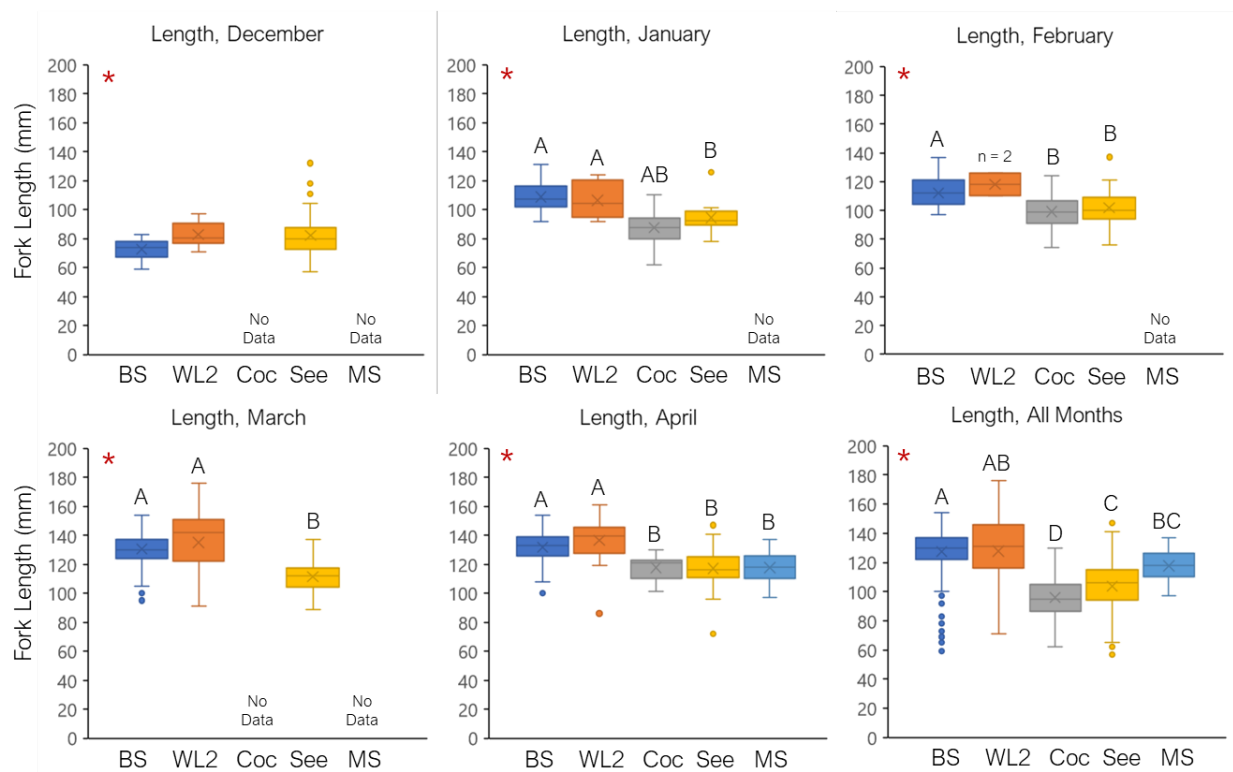 Length, December
Length, January
Length, February
Fork Length (mm)
200
180
160
140
120
100
80
60
40
20
0
*
No
Data
No
Data
BS WL2 Coc See MS
200
180
160
140
120
100
80
60
40
20
0
*
A
A
AB
B
No
Data
BS WL2 Coc See MS
200
180
160
140
120
100
80
60
40
20
0
*
A
n = 2
B
B
No
Data
BS WL2 Coc See MS
Length, March
Length, April
Length, All Months
Fork Length (mm)
200
180
160
140
120
100
80
60
40
20
0
*
A
A
B
No
Data
No
Data
BS WL2 Coc See MS
200
180
160
140
120
100
80
60
40
20
0
*
A
A
B
B
B
BS WL2 Coc See MS
200
180
160
140
120
100
80
60
40
20
0
*
A
AB
D
C
BC
BS WL2 Coc See MS